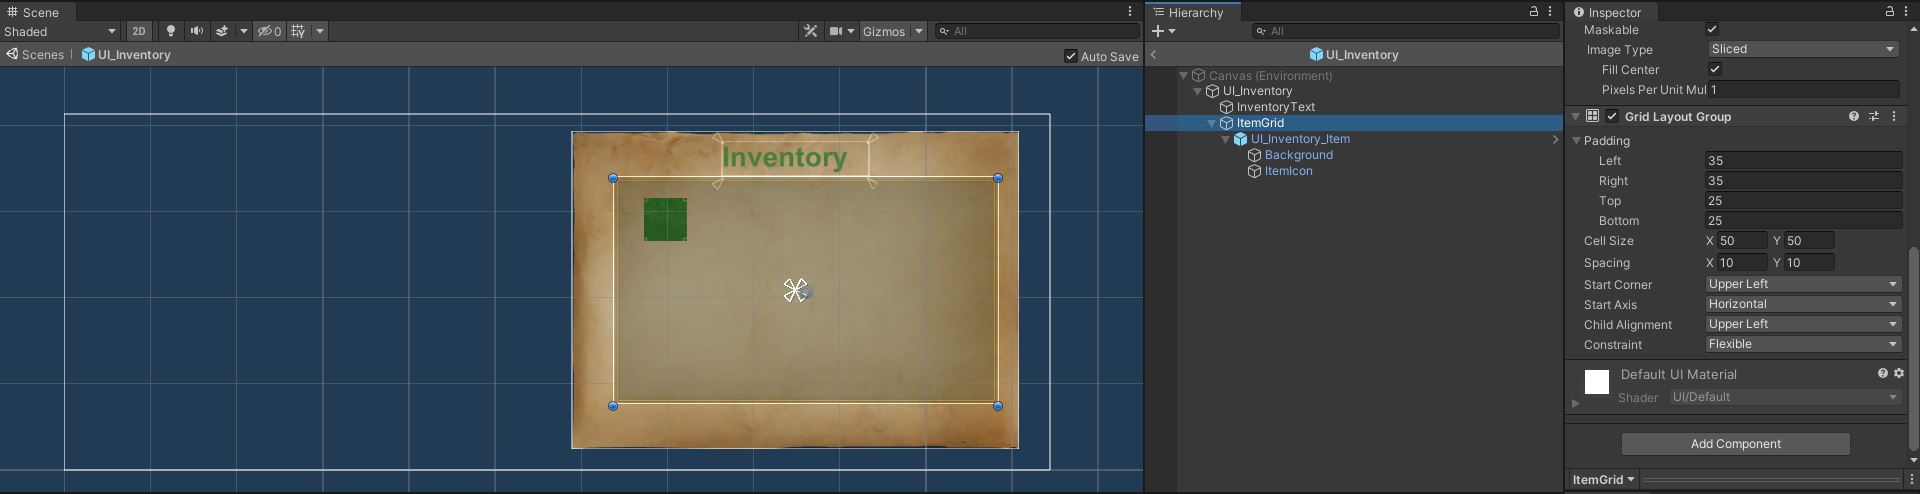 Scene
Shaded 2D 0 Gizmos All
Scenes UI_Inventory Auto Save
Inventory
Hierarchy
All
UI_Inventory
Canvas (Environment)
UI_Inventory
InventoryText
ItemGrid
UI_Inventory_Item
Background
ItemIcon
Inspector
Maskable
Image Type Sliced
Fill Center
Pixels Per Unit Mul 1
Grid Layout Group
Padding
Left 35
Right 35
Top 25
Bottom 25
Cell Size X 50 Y 50
Spacing X 10 Y 10
Start Corner Upper Left
Start Axis Horizontal
Child Alignment Upper Left
Constraint Flexible
Default UI Material
Shader UI/Default
Add Component
ItemGrid